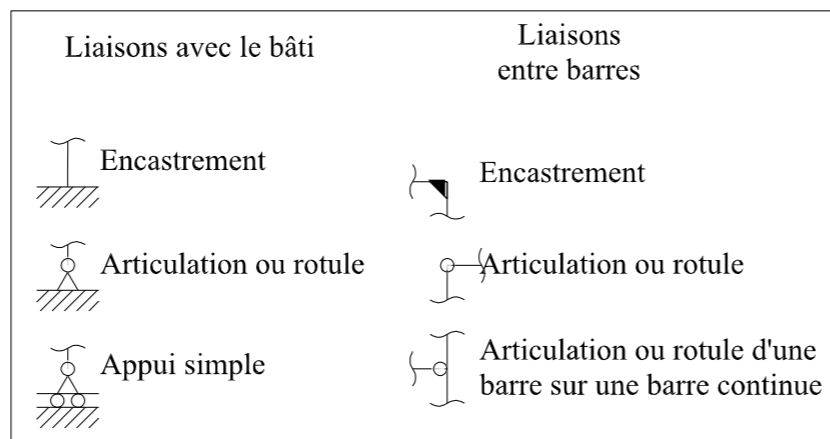 Liaisons avec le bâti
Encastrement
Articulation ou rotule
Appui simple
Liaisons
entre barres
Encastrement
Articulation ou rotule
Articulation ou rotule d'une
barre sur une barre continue